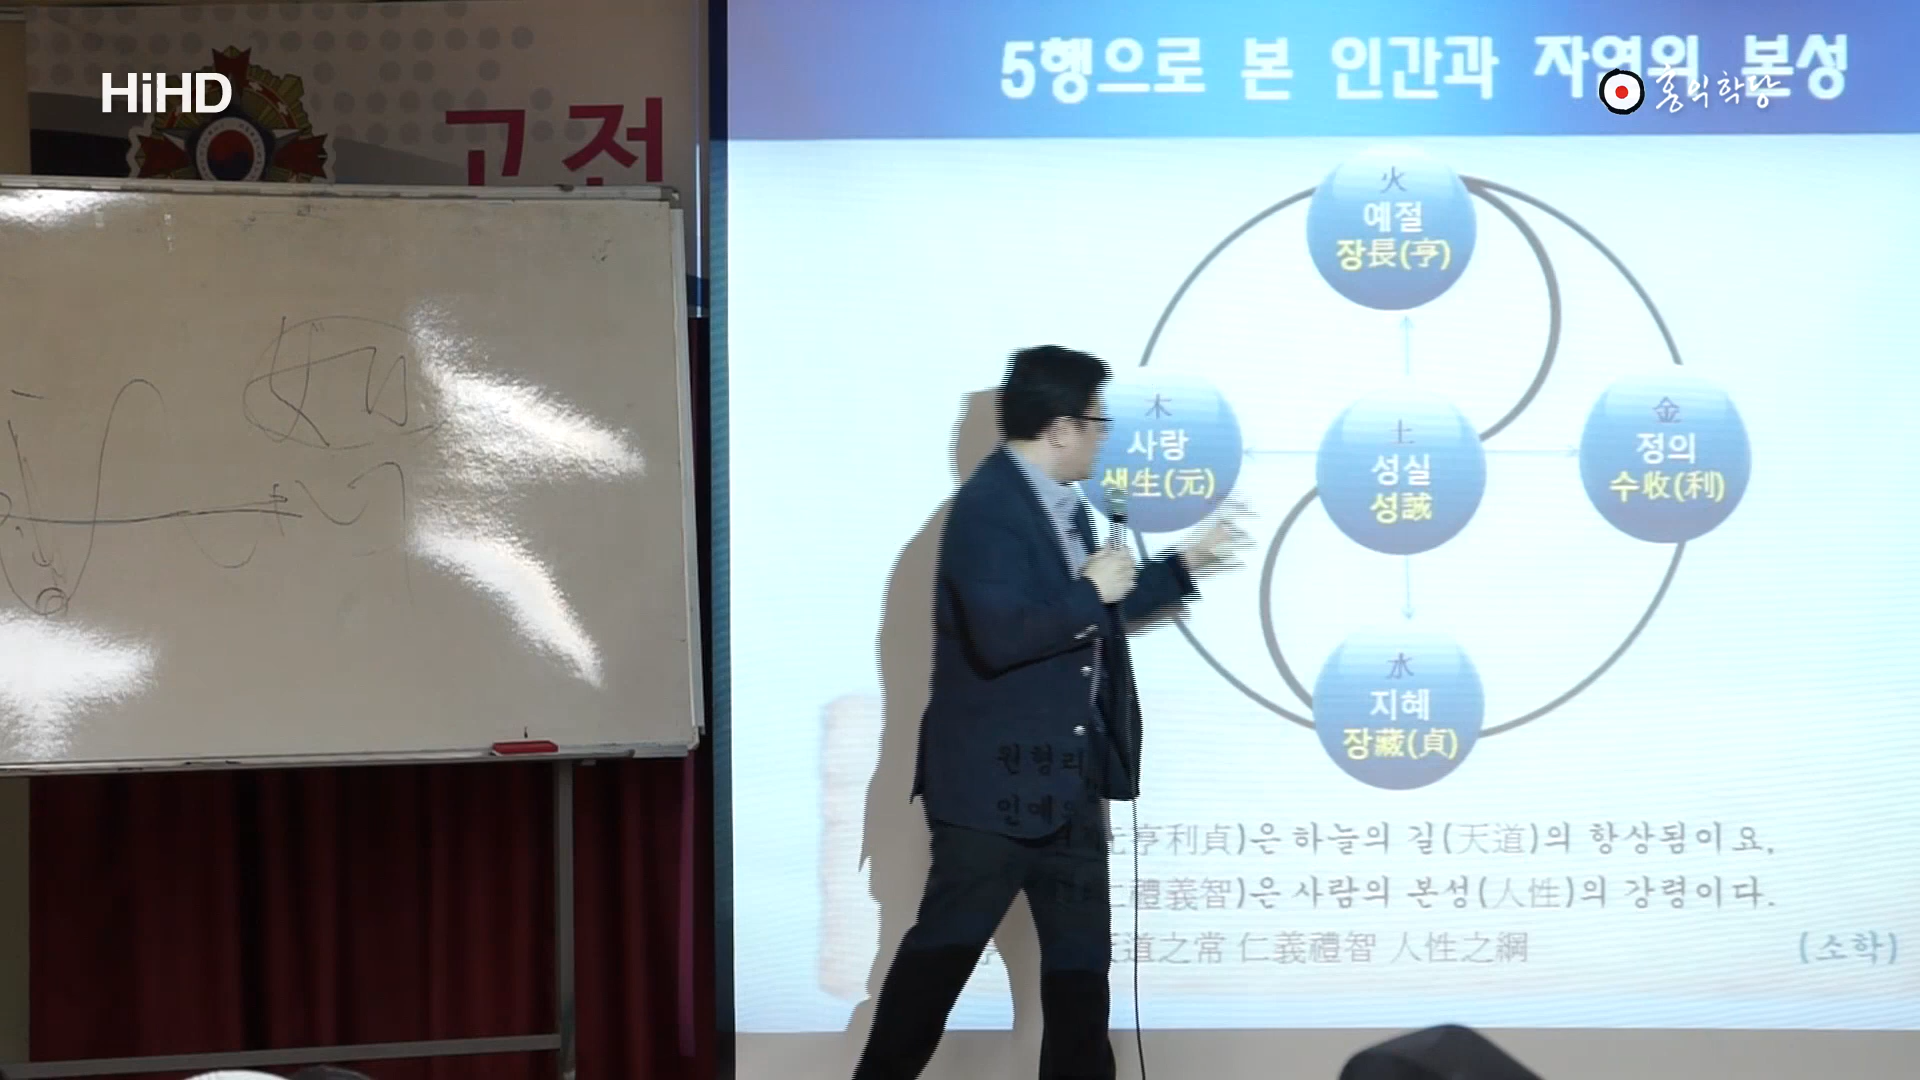 HiHD
고전
5행으로 본 인간과 자연의 본성
홍익학당
火
예절
장長(亨)
木
사랑
생生(元)
土
성실
성誠
金
정의
수收(利)
水
지혜
장藏(貞)
원형리 元亨利貞)은 하늘의 길(天道)의 항상됨이요,
인예 仁禮義智)은 사람의 본성(人性)의 강령이다.
天道之常 仁義禮智 人性之綱 (소학)